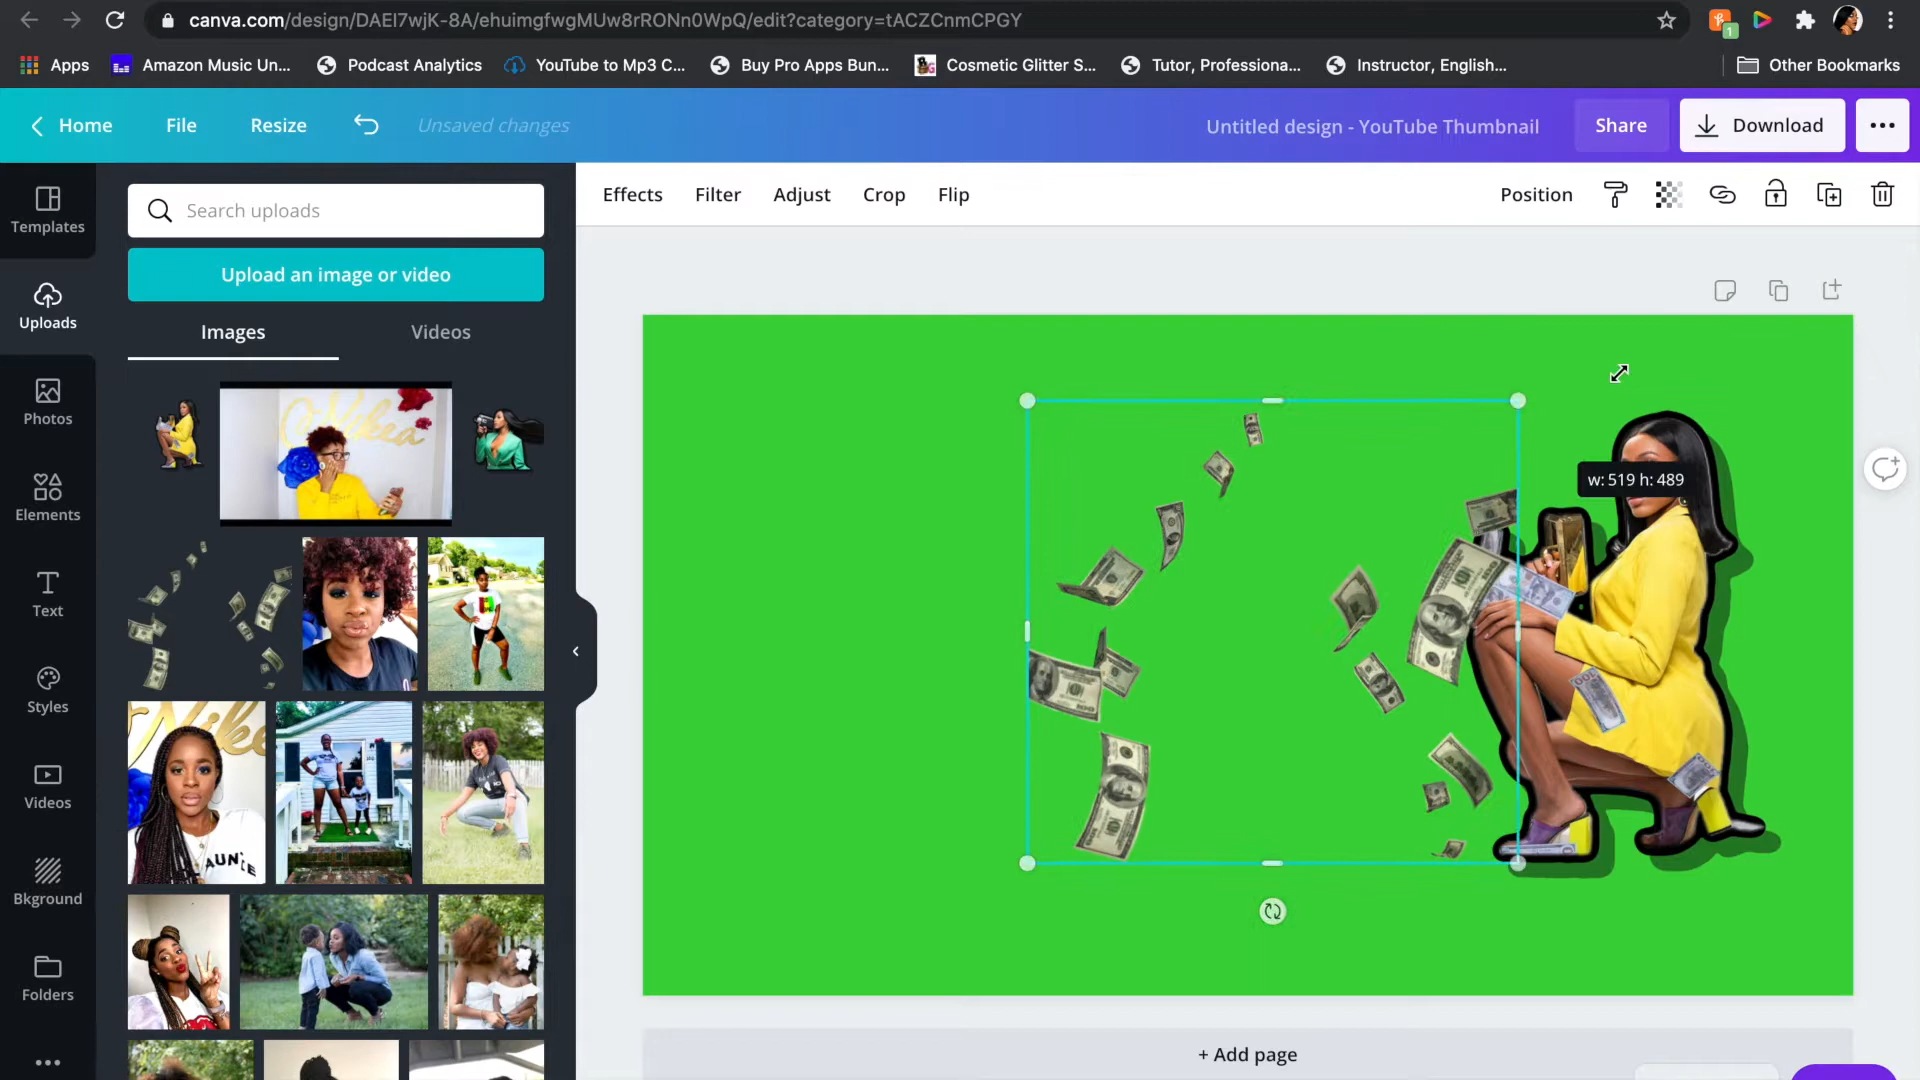 canva.com/design/DAEI7wjK-8A/ehuimgfwgMUw8rRONn0WpQ/edit?category=tACZCnmCPGY
1
Apps
Amazon Music Un...
Podcast Analytics
YouTube to Mp3 C...
Buy Pro Apps Bun...
Cosmetic Glitter S...
Tutor, Professiona...
Instructor, English...
Other Bookmarks
Home
File
Resize
Unsaved changes
Untitled design - YouTube Thumbnail
Share
Download
Templates
Uploads
Photos
Elements
Text
Styles
Videos
Bkground
Folders
Search uploads
Upload an image or video
Images
Videos
Effects
Filter
Adjust
Crop
Flip
Position
w: 519 h: 489
+ Add page